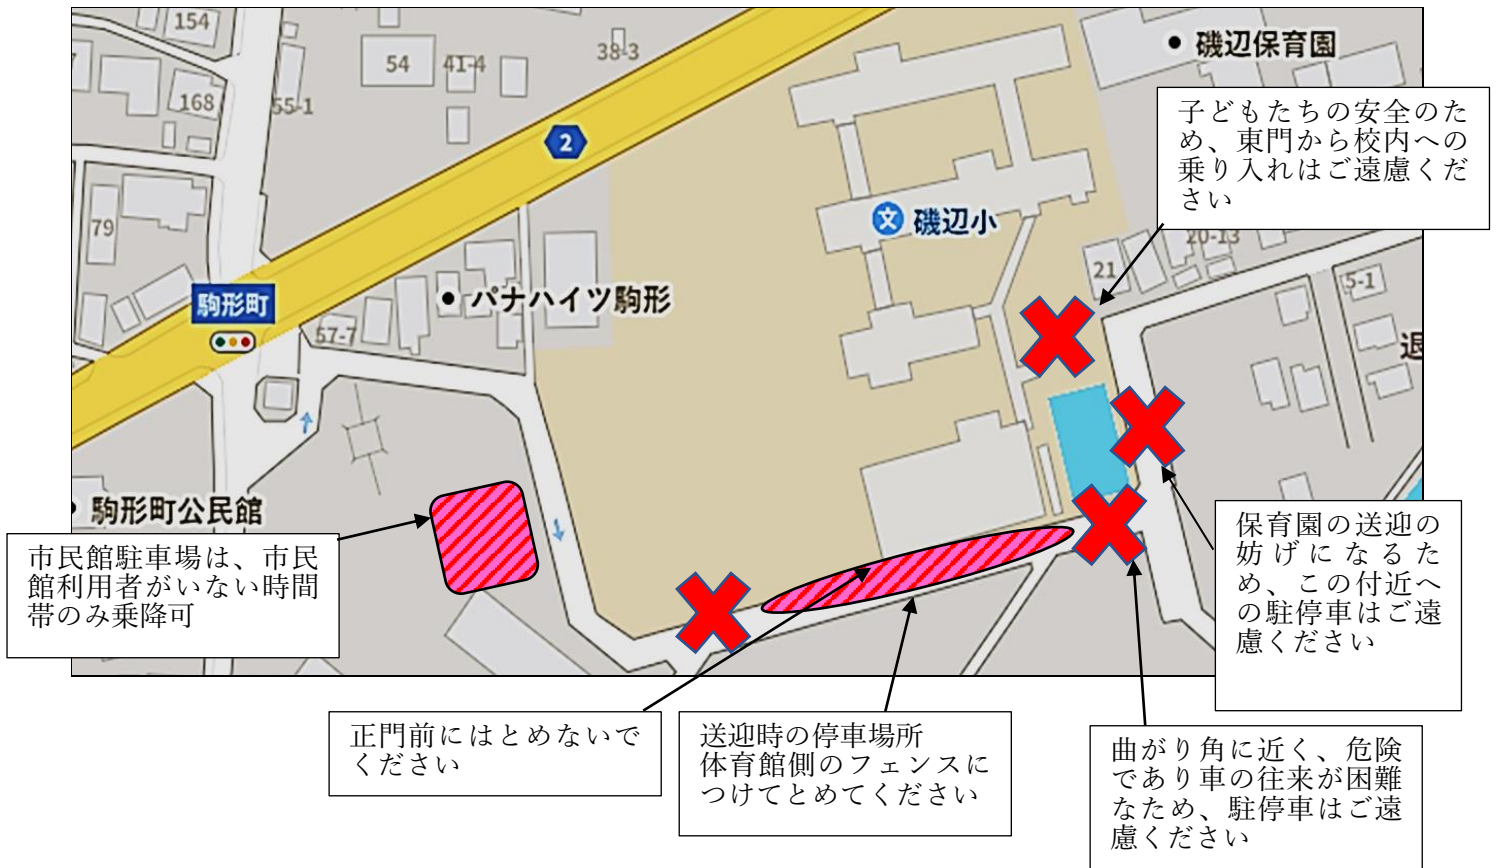 154
54
41-4
38-3
磯辺保育園
168
55-1
子どもたちの安全のた
め、東門から校内への
乗り入れはご遠慮くだ
さい
2
79
文 磯辺小
20-13
21
5-1
駒形町
パナハイツ駒形
57-7
退
駒形町公民館
市民館駐車場は、市民
館利用者がいない時間
帯のみ乗降可
保育園の送迎の
妨げになるた
め、この付近へ
の駐停車はご遠
慮ください
正門前にはとめないで
ください
送迎時の停車場所
体育館側のフェンスに
つけてとめてください
曲がり角に近く、危険
であり車の往来が困難
なため、駐停車はご遠
慮ください